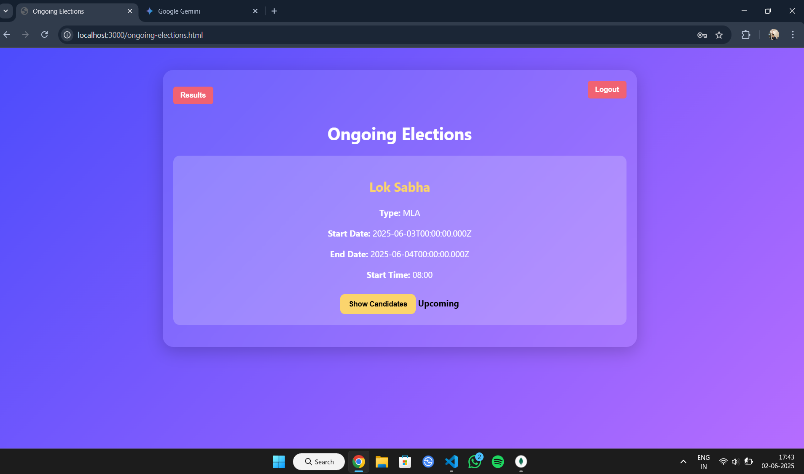 Ongoing Elections
Google Gemini
localhost:3000/ongoing-elections.html
Results
Logout
Ongoing Elections
Lok Sabha
Type: MLA
Start Date: 2025-06-03T00:00:00.000Z
End Date: 2025-06-04T00:00:00.000Z
Start Time: 08:00
Show Candidates Upcoming
Search
2
ENG
IN
17:43
02-06-2025